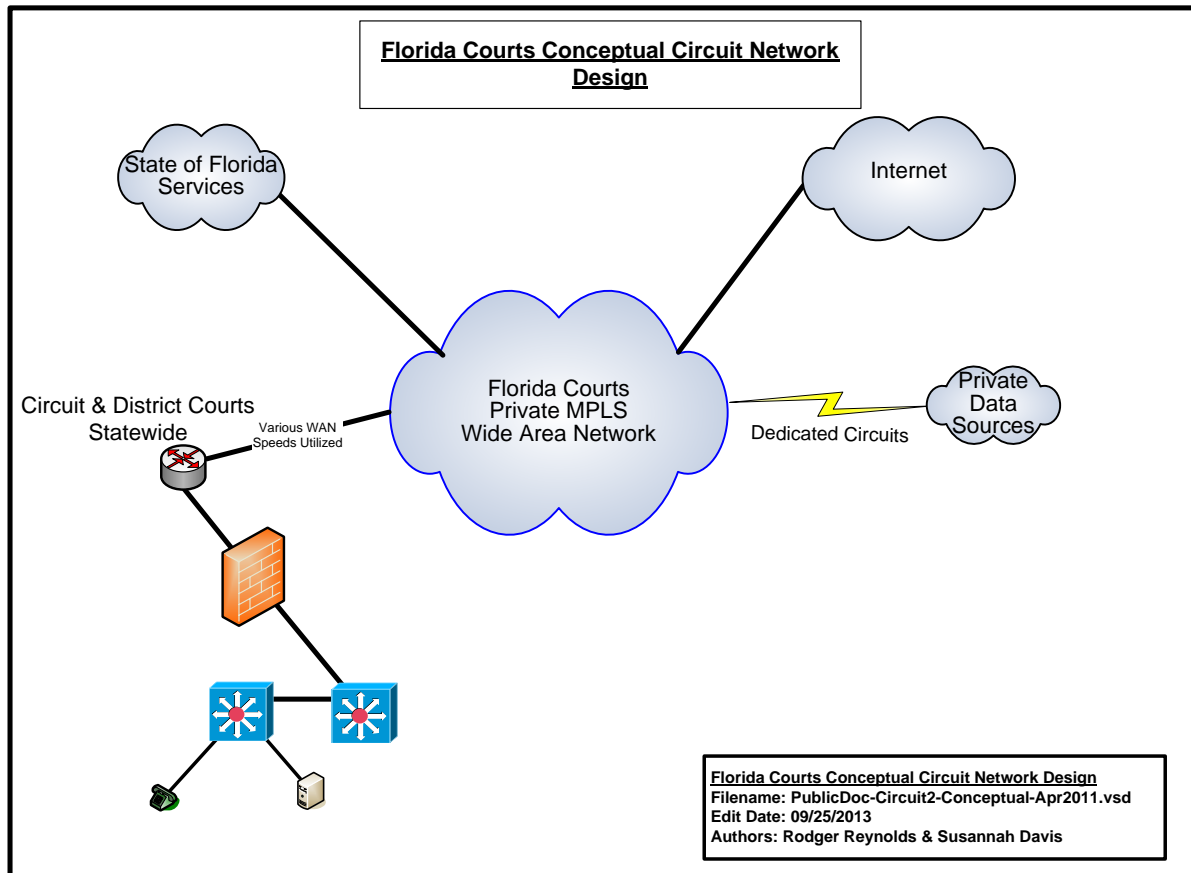 Florida Courts Conceptual Circuit Network
Design
State of Florida
Services
Internet
Florida Courts
Private MPLS
Wide Area Network
Private
Data
Sources
Dedicated Circuits
Circuit & District Courts
Statewide
Various WAN
Speeds Utilized
Florida Courts Conceptual Circuit Network Design
Filename: PublicDoc-Circuit2-Conceptual-Apr2011.vsd
Edit Date: 09/25/2013
Authors: Rodger Reynolds & Susannah Davis